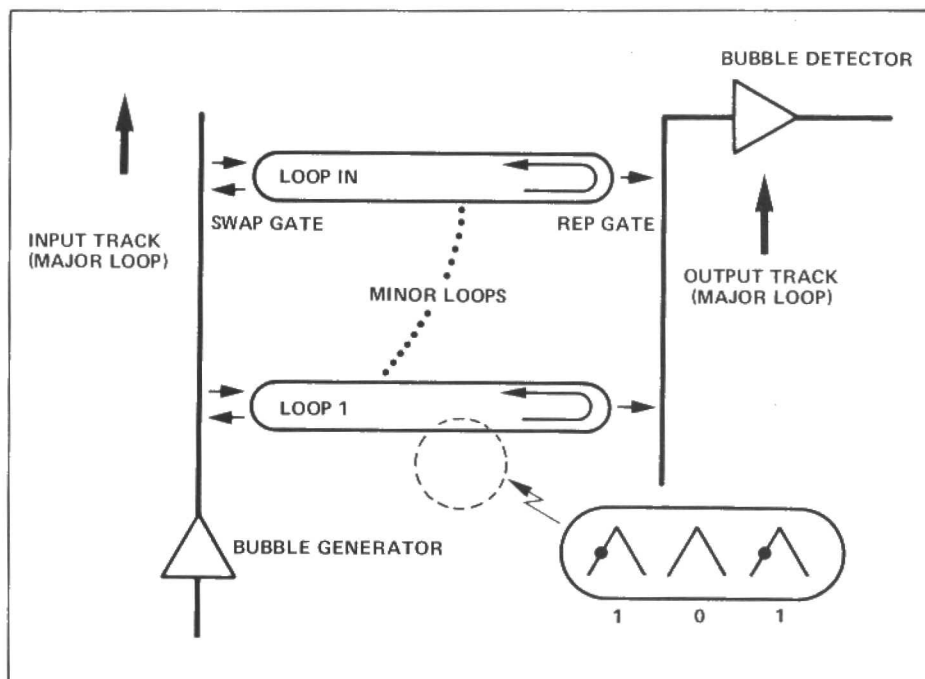 BUBBLE DETECTOR
LOOP IN
SWAP GATE
REP GATE
INPUT TRACK
(MAJOR LOOP)
MINOR LOOPS
OUTPUT TRACK
(MAJOR LOOP)
LOOP 1
BUBBLE GENERATOR
1 0 1